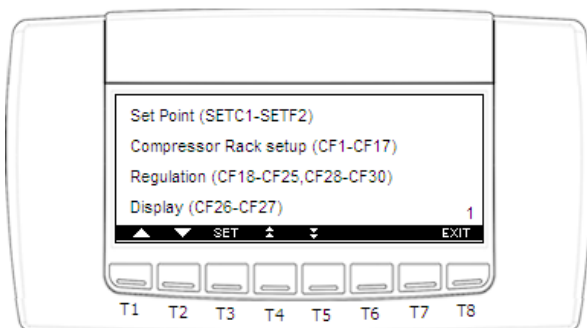 Set Point (SETC1-SETF2)
Compressor Rack setup (CF1-CF17)
Regulation (CF18-CF25,CF28-CF30)
Display (CF26-CF27)
1
SET EXIT
T1 T2 T3 T4 T5 T6 T7 T8